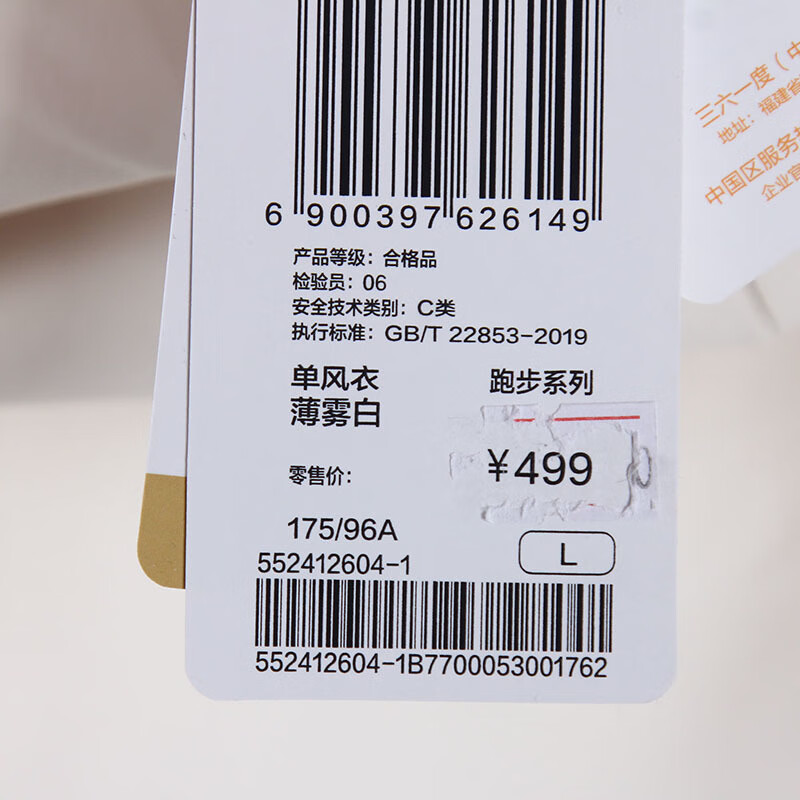 6 900397 626149
产品等级：合格品
检验员：06
安全技术类别：C类
执行标准：GB/T 22853-2019
单风衣 跑步系列
薄雾白
零售价： ¥499
175/96A
552412604-1 L
552412604-1B7700053001762
三六一度（中
地址：福建省
中国区服务
企业官